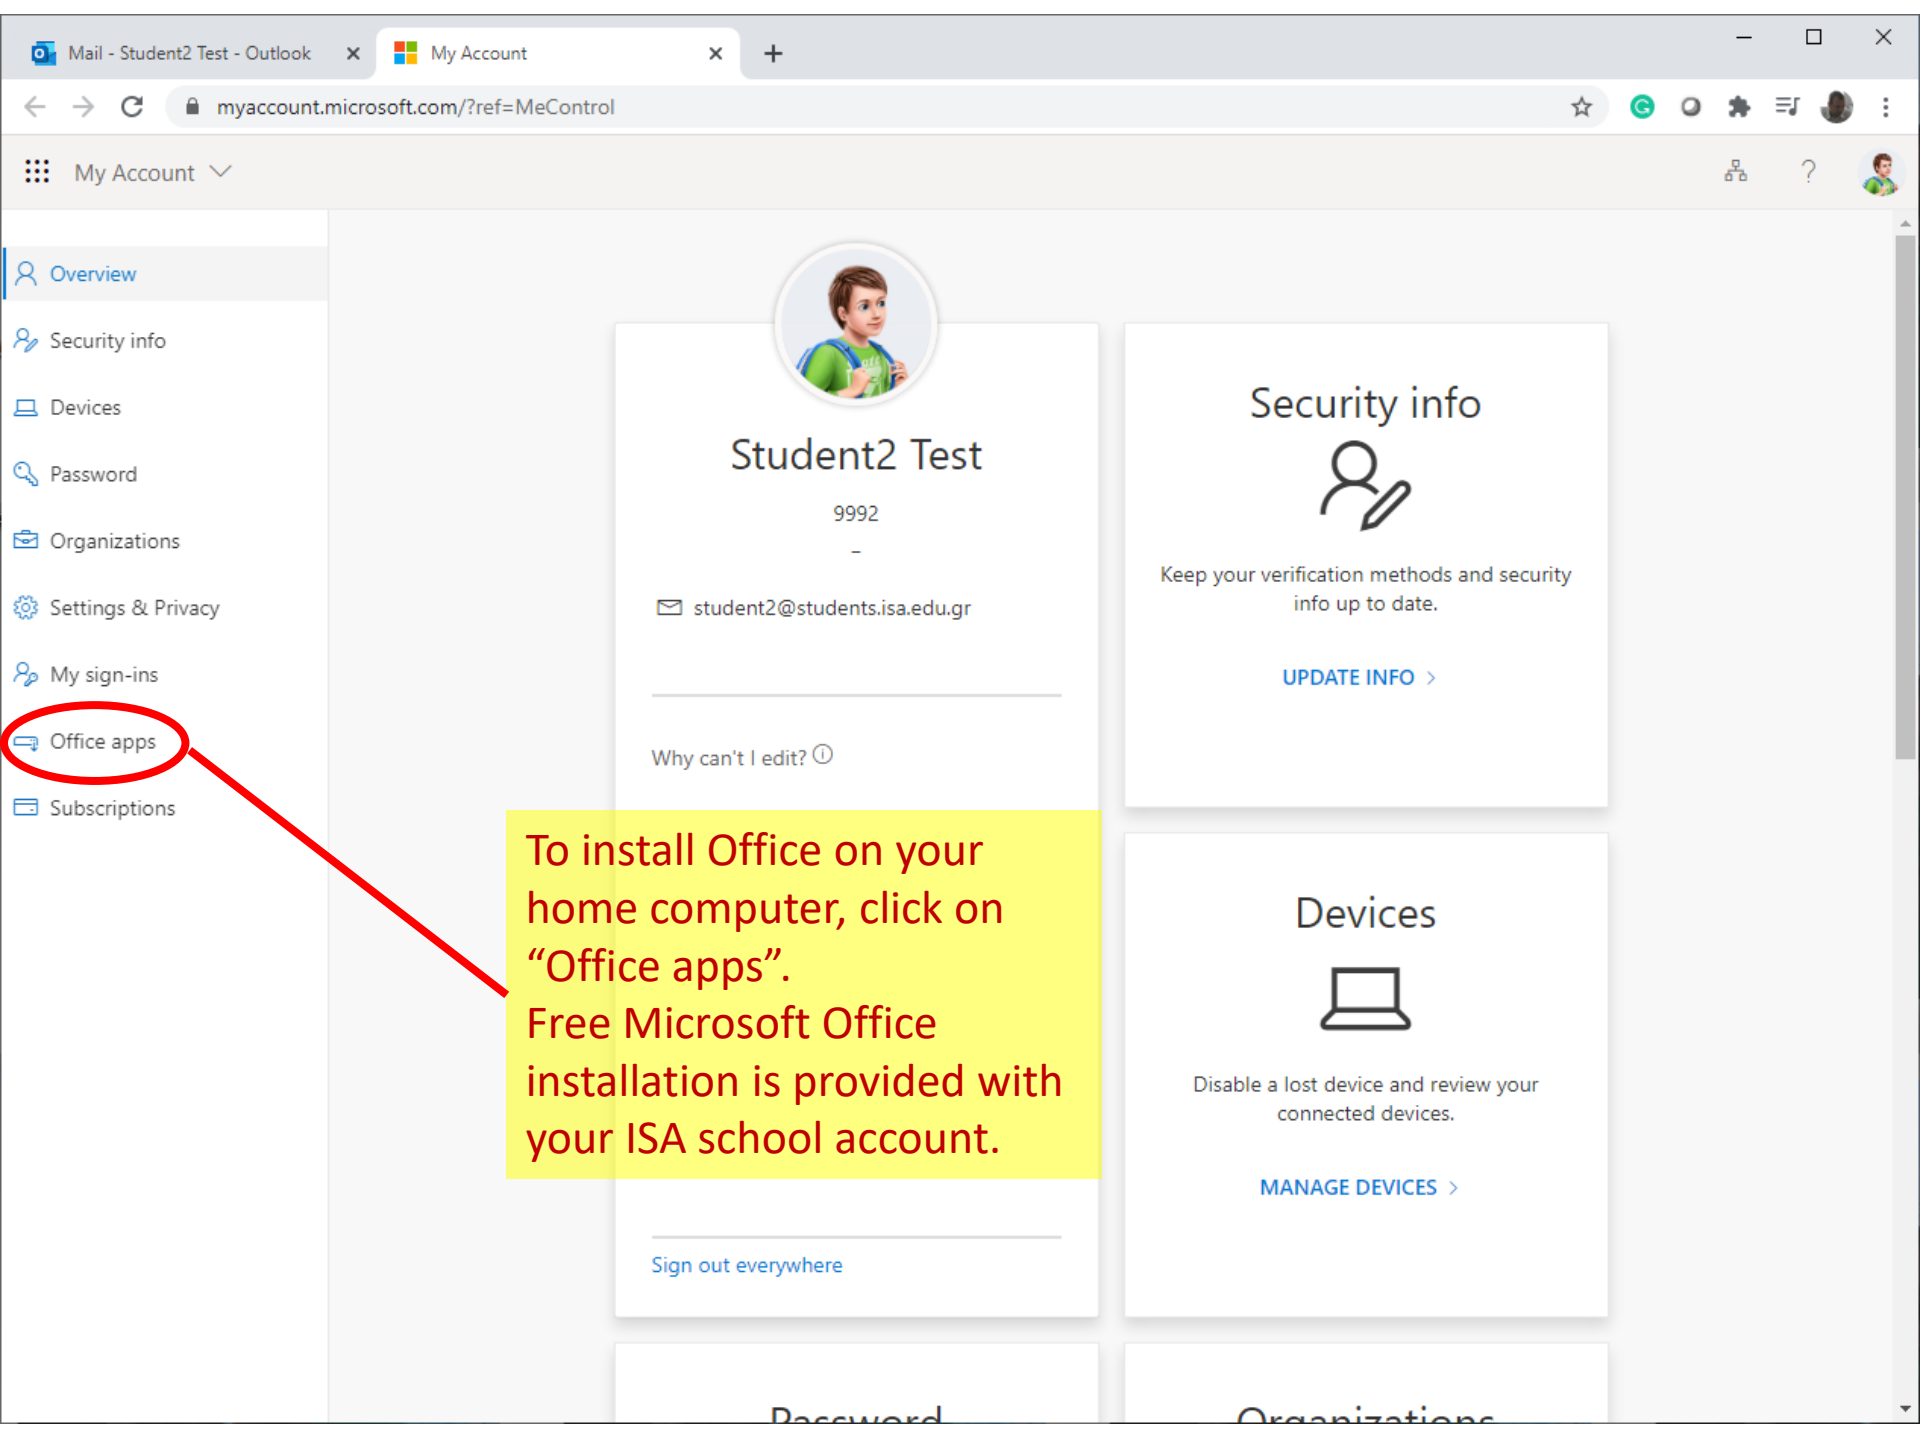 Mail - Student2 Test - Outlook
My Account
myaccount.microsoft.com/?ref=MeControl
My Account
Overview
Security info
Devices
Password
Organizations
Settings & Privacy
My sign-ins
Office apps
Subscriptions
Student2 Test
9992
–
student2@students.isa.edu.gr
Why can't I edit?
To install Office on your
home computer, click on
“Office apps”.
Free Microsoft Office
installation is provided with
your ISA school account.
Sign out everywhere
Security info
Keep your verification methods and security
info up to date.
UPDATE INFO >
Devices
Disable a lost device and review your
connected devices.
MANAGE DEVICES >
Password
Organizations